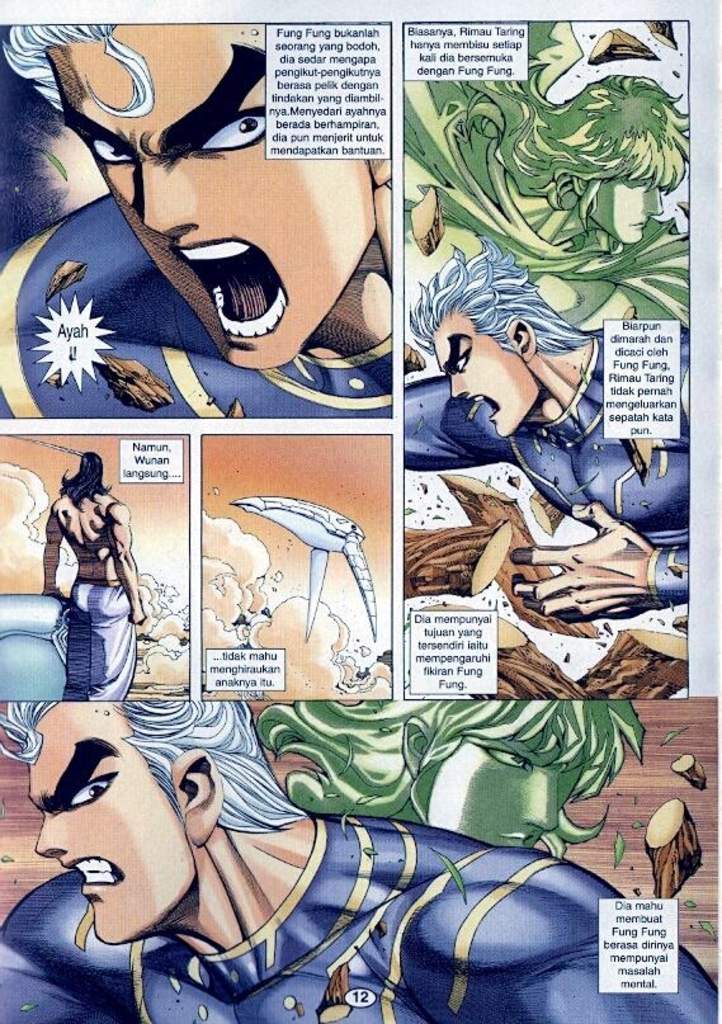 Fung Fung bukanlah
seorang yang bodoh,
dia sedar mengapa
pengikut-pengikutnya
berasa pelik dengan
tindakan yang diambil-
nya.Menyedari ayahnya
berada berhampiran,
dia pun menjerit untuk
mendapatkan bantuan.
Ayah
!!
Namun,
Wunan
langsung....
...tidak mahu
menghiraukan
anaknya itu.
Biasanya, Rimau Taring
hanya membisu setiap
kali dia bersemuka
dengan Fung Fung.
Biarpun
dimarah dan
dicaci oleh
Fung Fung,
Rimau Taring
tidak pernah
mengeluarkan
sepatah kata
pun.
Dia mempunyai
tujuan yang
tersendiri iaitu
mempengaruhi
fikiran Fung
Fung.
Dia mahu
membuat
Fung Fung
berasa dirinya
mempunyai
masalah
mental.
12